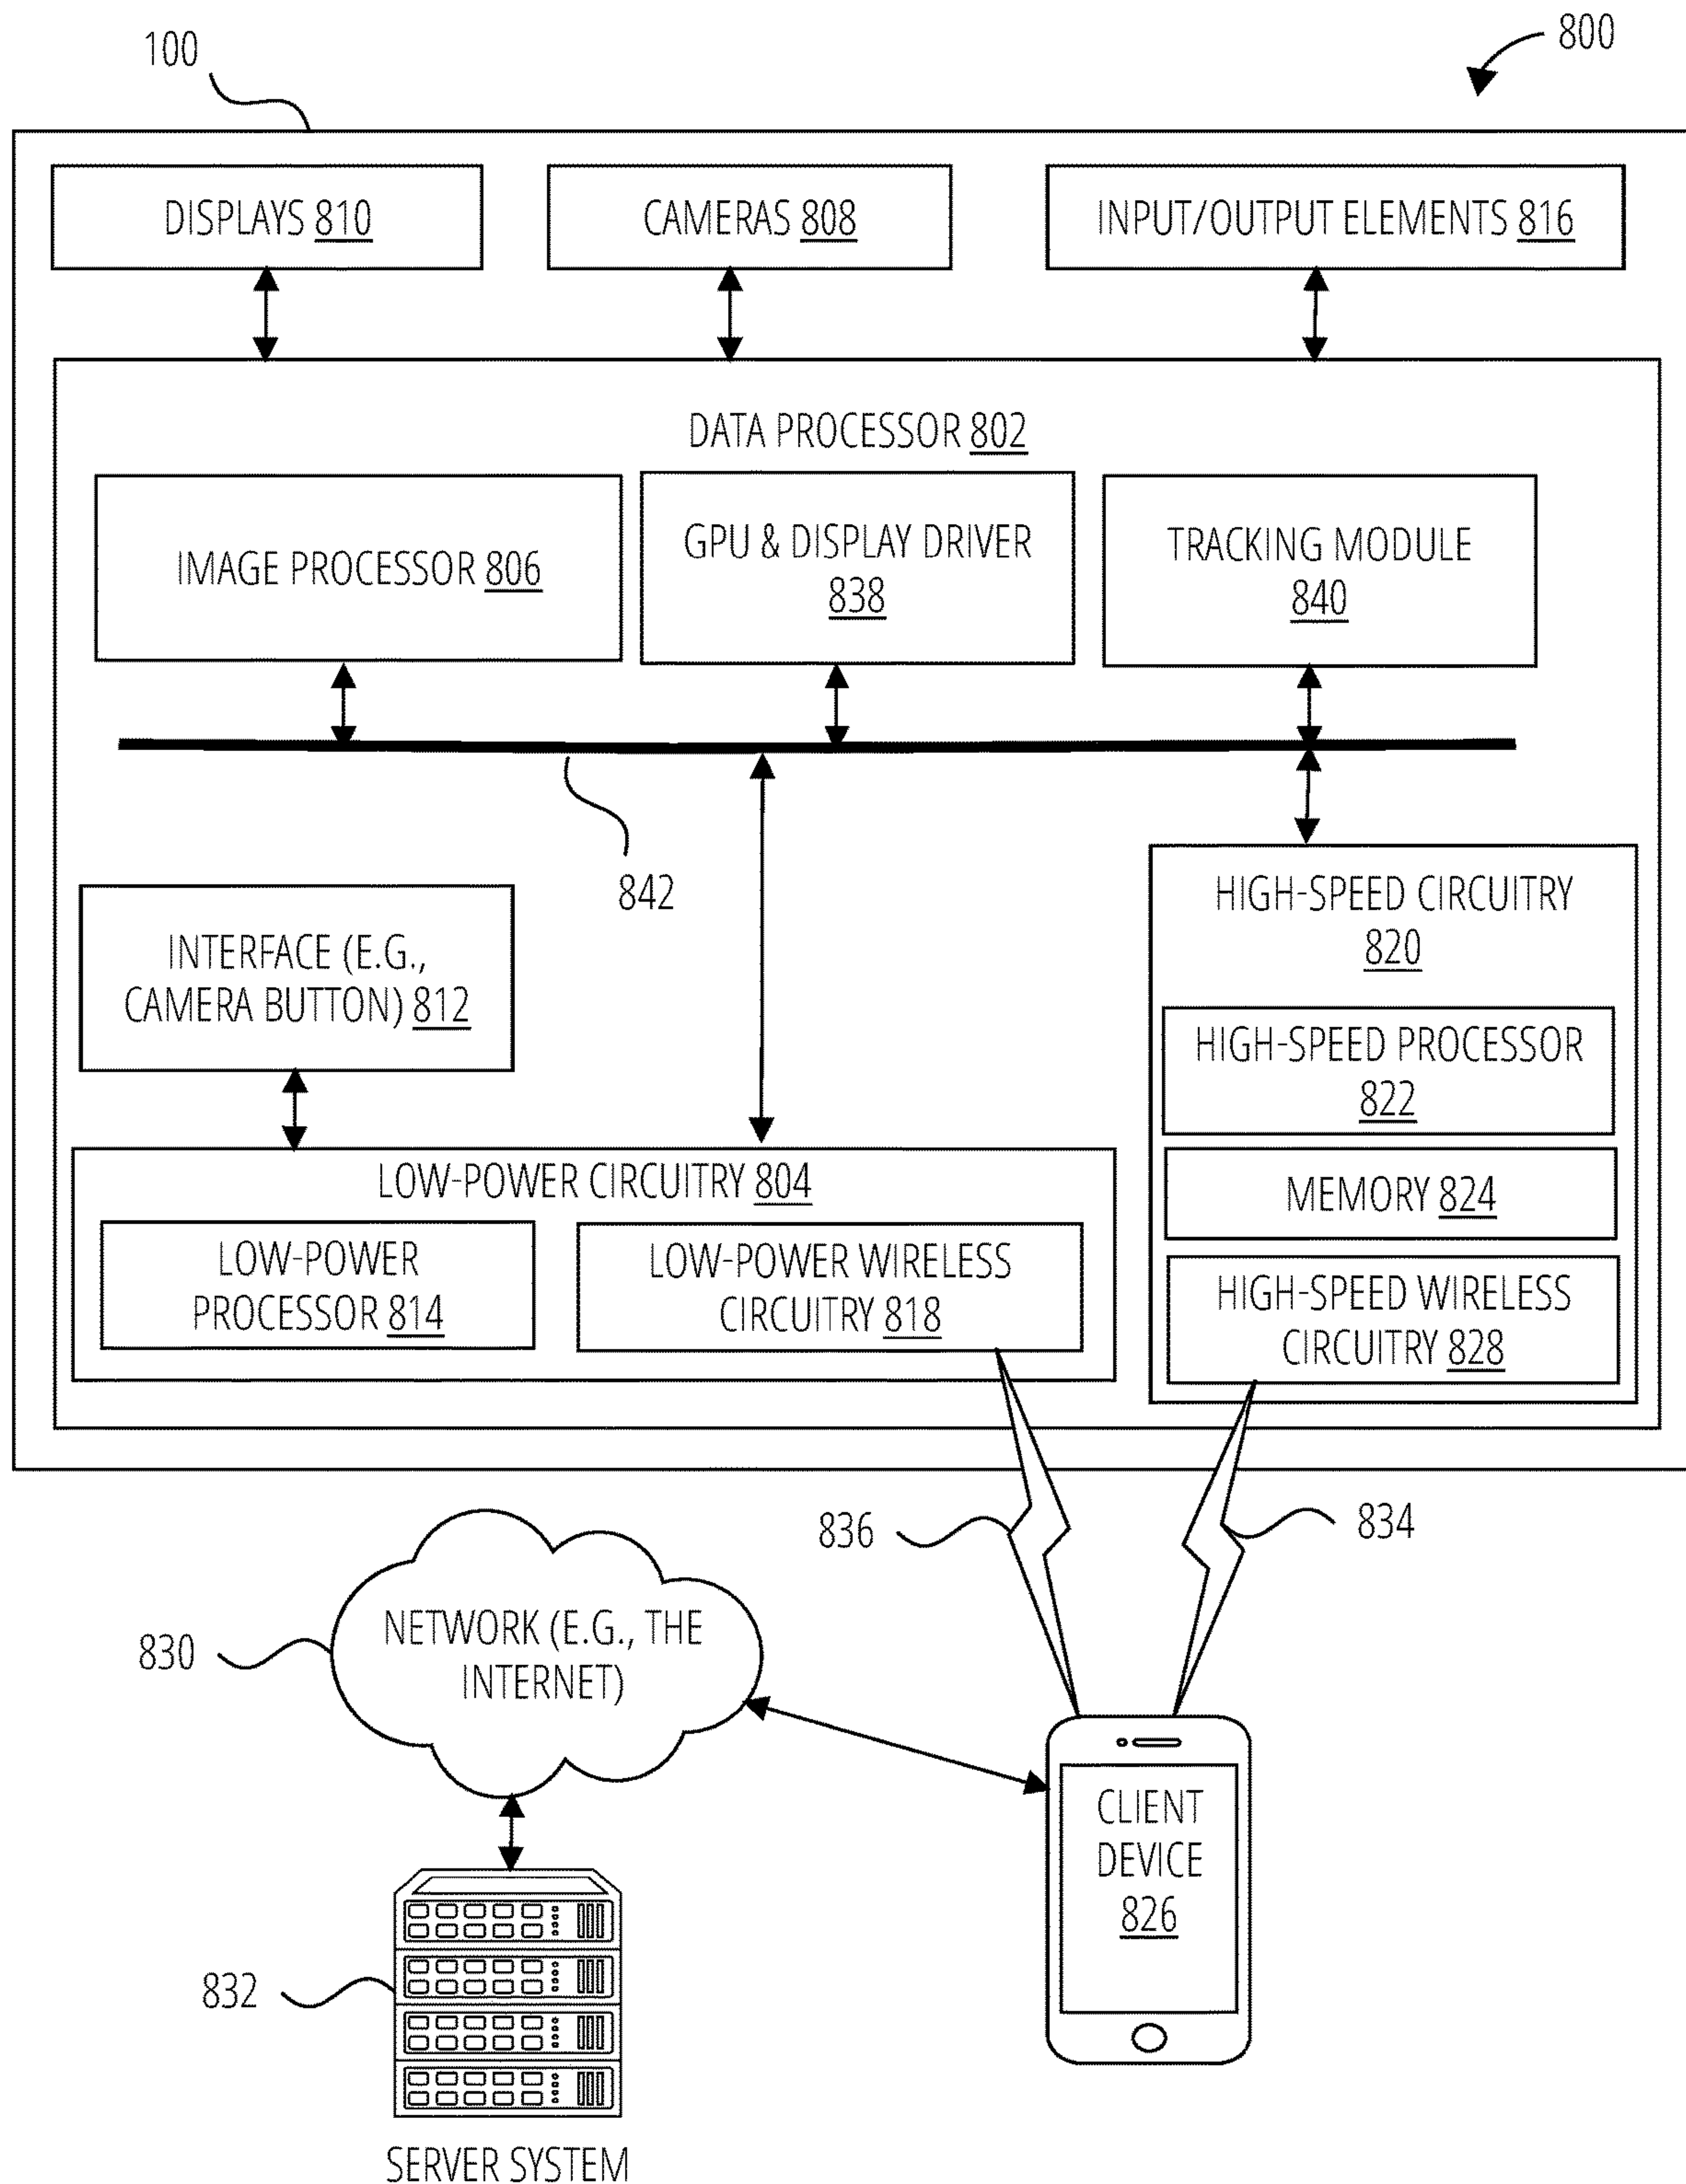 100
800
DISPLAYS 810
CAMERAS 808
INPUT/OUTPUT ELEMENTS 816
DATA PROCESSOR 802
IMAGE PROCESSOR 806
GPU & DISPLAY DRIVER
838
TRACKING MODULE
840
842
INTERFACE (E.G.,
CAMERA BUTTON) 812
HIGH-SPEED CIRCUITRY
820
HIGH-SPEED PROCESSOR
822
MEMORY 824
HIGH-SPEED WIRELESS
CIRCUITRY 828
LOW-POWER CIRCUITRY 804
LOW-POWER
PROCESSOR 814
LOW-POWER WIRELESS
CIRCUITRY 818
836
834
830
NETWORK (E.G., THE
INTERNET)
CLIENT
DEVICE
826
832
SERVER SYSTEM